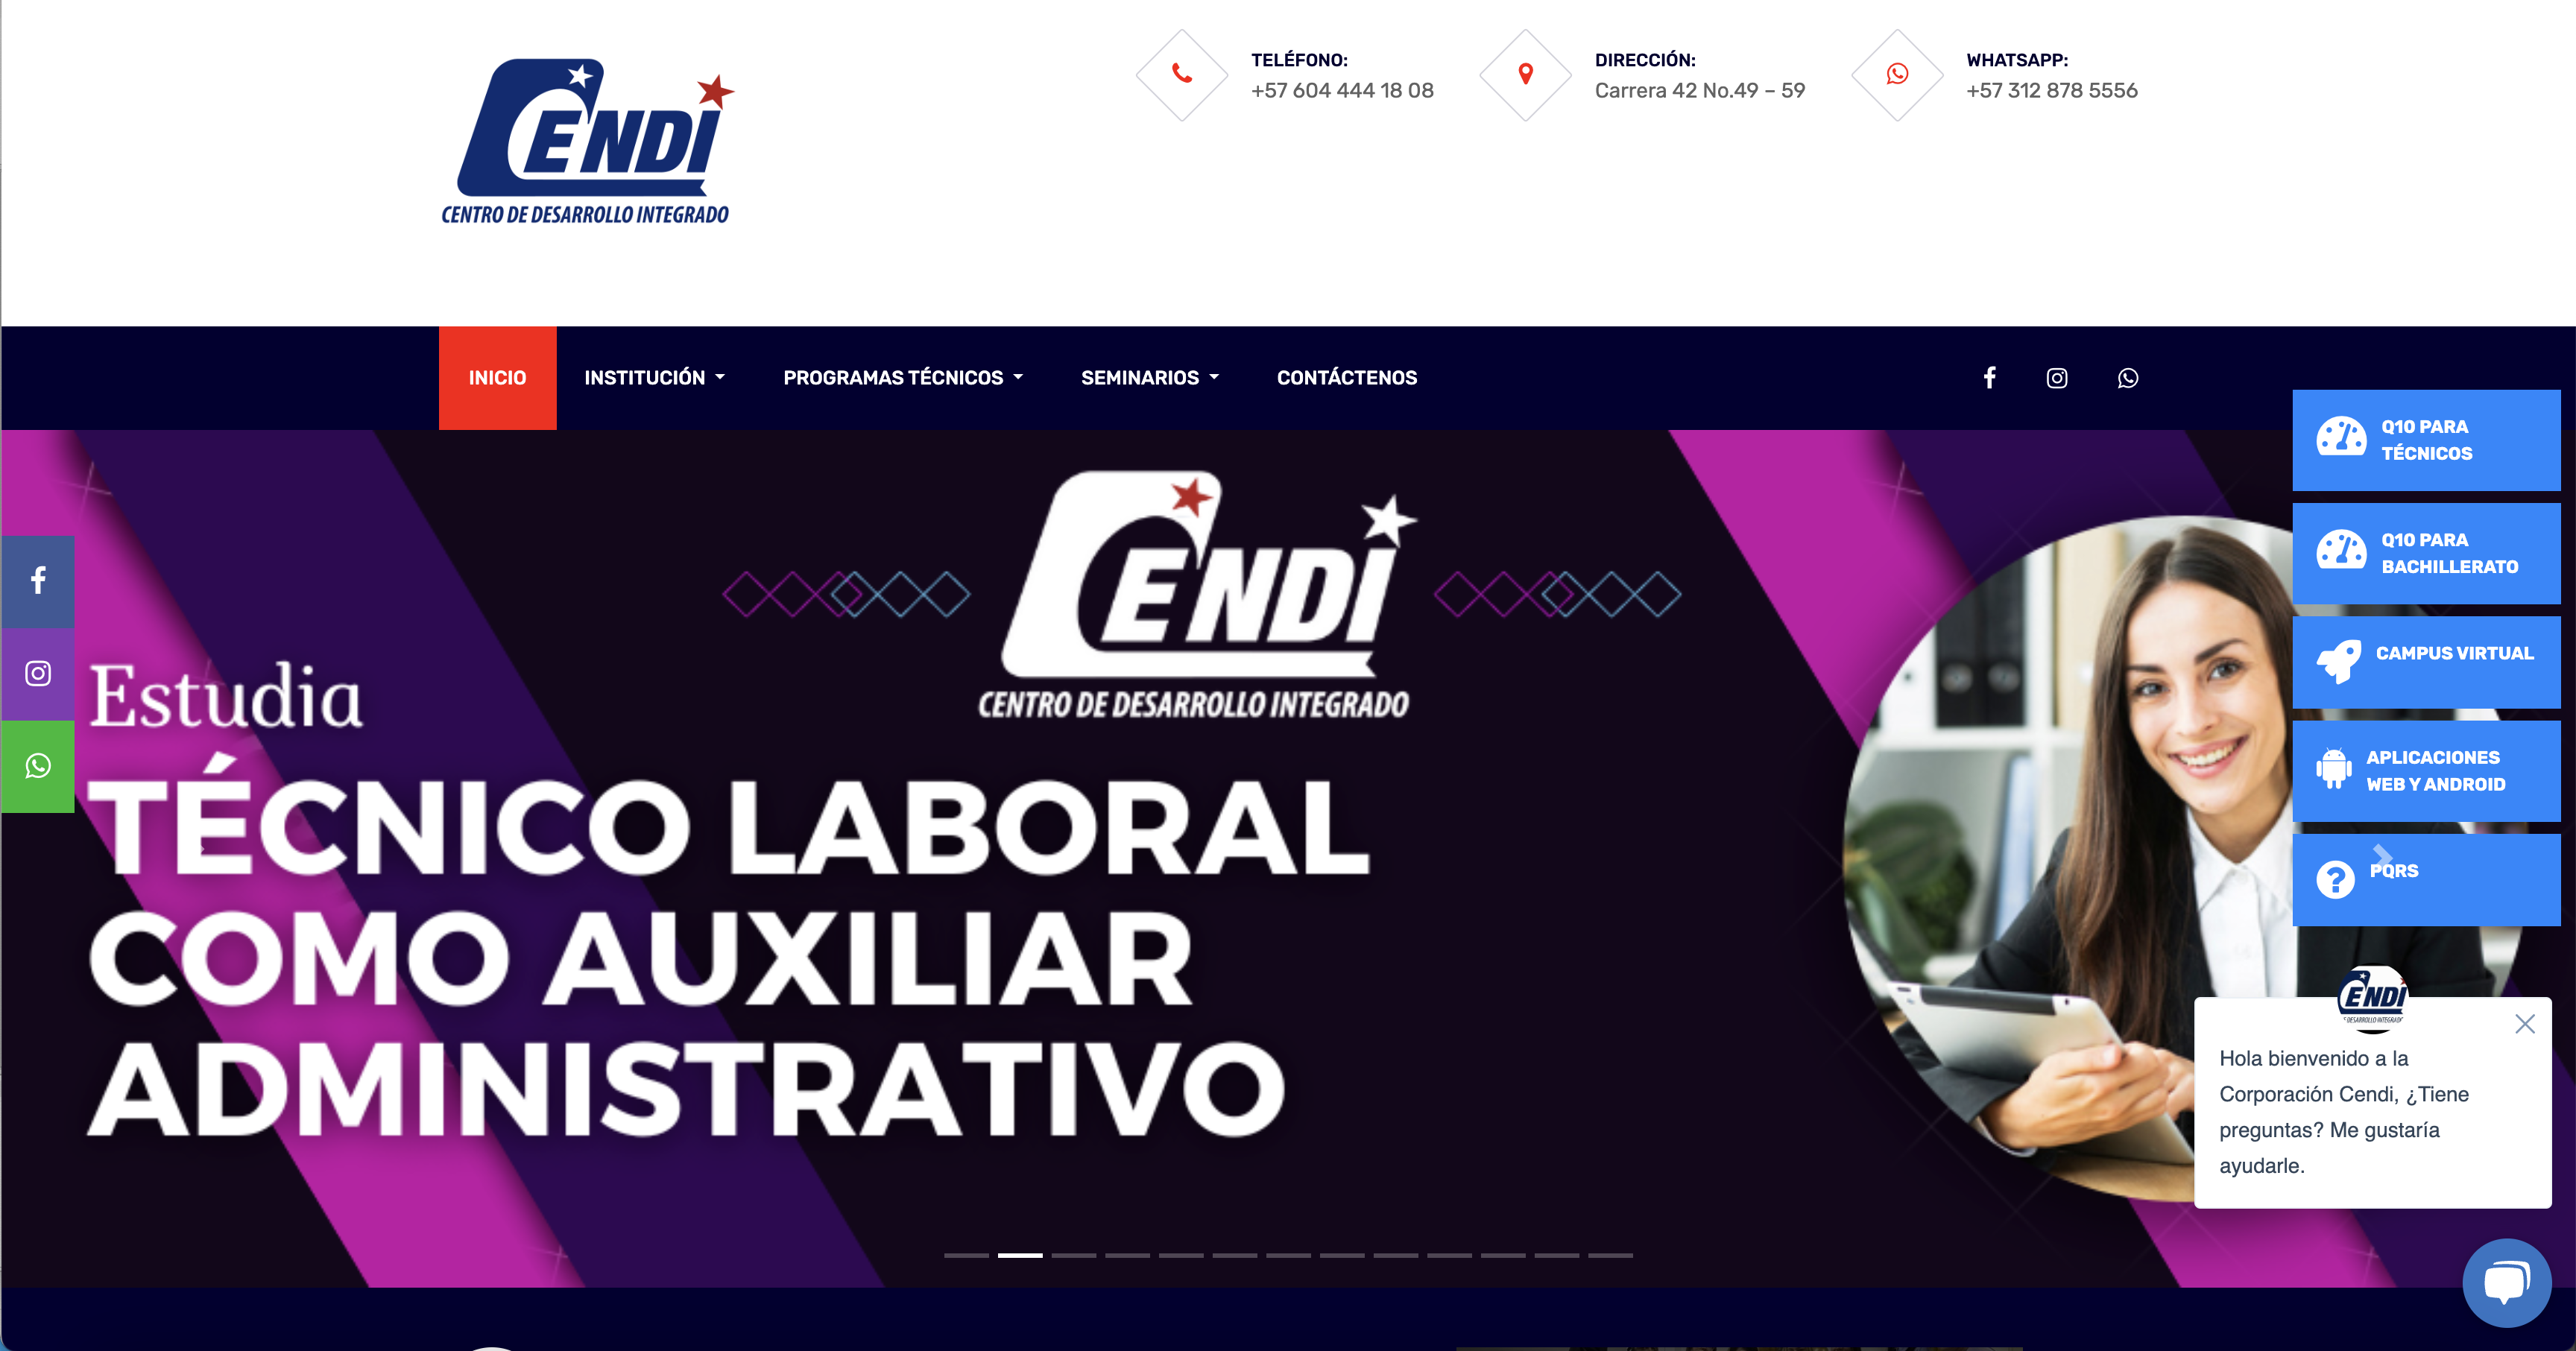 CENDI
CENTRO DE DESARROLLO INTEGRADO
TELÉFONO:
+57 604 444 18 08
DIRECCIÓN:
Carrera 42 No.49 – 59
WHATSAPP:
+57 312 878 5556
INICIO
INSTITUCIÓN
PROGRAMAS TÉCNICOS
SEMINARIOS
CONTÁCTENOS
CENDI
CENTRO DE DESARROLLO INTEGRADO
Estudia
TÉCNICO LABORAL
COMO AUXILIAR
ADMINISTRATIVO
Q10 PARA
TÉCNICOS
Q10 PARA
BACHILLERATO
CAMPUS VIRTUAL
APLICACIONES
WEB Y ANDROID
PQRS
ENDI
DESARROLLO INTEGRADO
Hola bienvenido a la
Corporación Cendi, ¿Tiene
preguntas? Me gustaría
ayudarle.